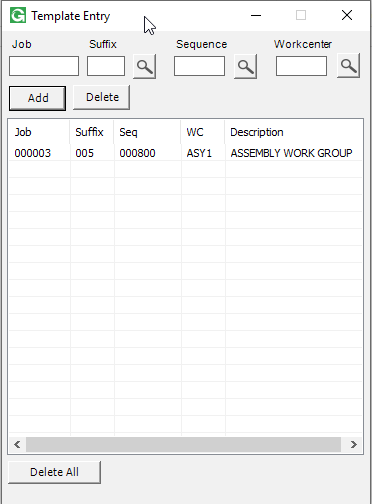 Template Entry
Job Suffix Sequence Workcenter
Add Delete
Job Suffix Seq WC Description
000003 005 000800 ASY1 ASSEMBLY WORK GROUP
Delete All